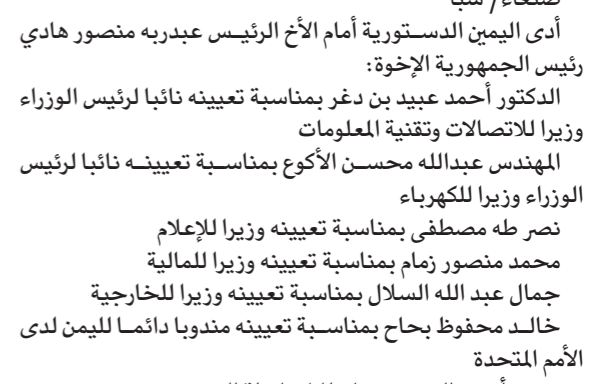 صنعاء/ سبأ
أدى اليمين الدستورية أمام الأخ الرئيس عبدربه منصور هادي
رئيس الجمهورية الإخوة:
الدكتور أحمد عبيد بن دغر بمناسبة تعيينه نائبا لرئيس الوزراء
وزيرا للاتصالات وتقنية المعلومات
المهندس عبدالله محسن الأكوع بمناسبة تعيينه نائبا لرئيس
الوزراء وزيرا للكهرباء
نصر طه مصطفى بمناسبة تعيينه وزيرا للإعلام
محمد منصور زمام بمناسبة تعيينه وزيرا للمالية
جمال عبد الله السلال بمناسبة تعيينه وزيرا للخارجية
خالد محفوظ بحاح بمناسبة تعيينه مندوبا دائما لليمن لدى
الأمم المتحدة